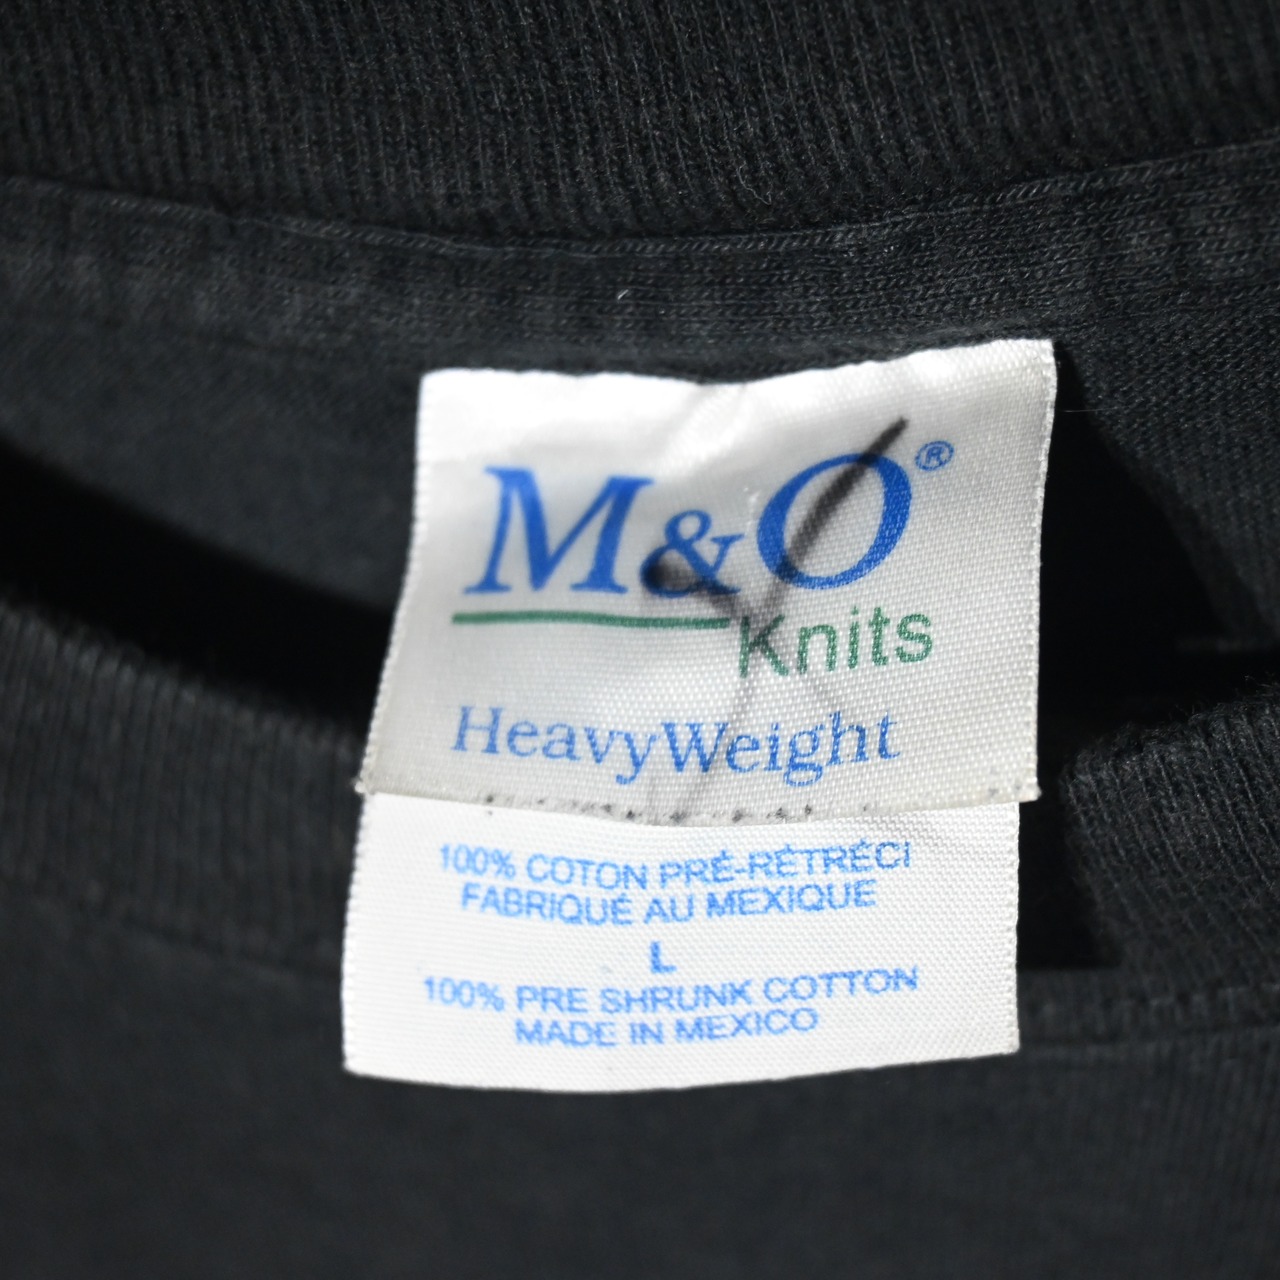 M&O®
Knits
HeavyWeight
100% COTON PRÉ-RÉTRÉCI
FABRIQUÉ AU MEXIQUE
L
100% PRE SHRUNK COTTON
MADE IN MEXICO